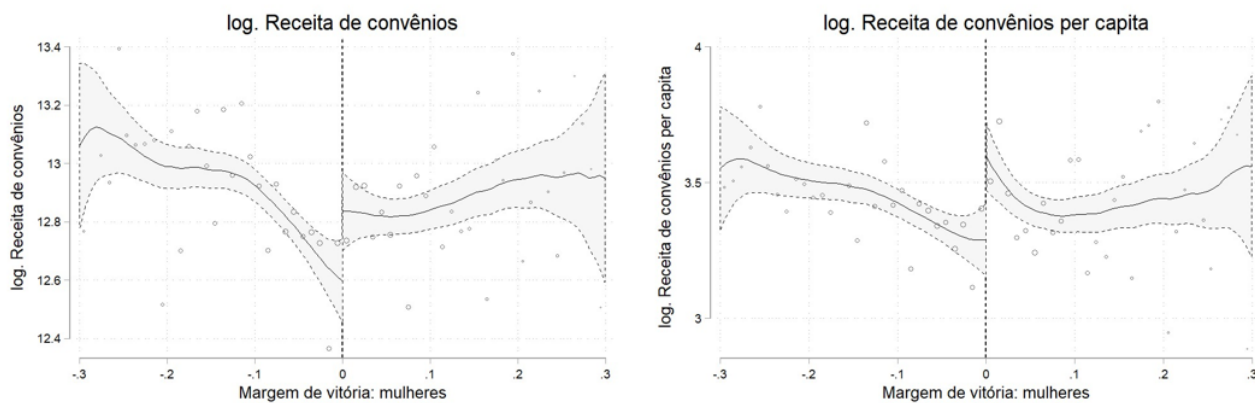 log. Receita de convênios
log. Receita de convênios
13.4
13.2
13
12.8
12.6
12.4
-.3 -.2 -.1 0 .1 .2 .3
Margem de vitória: mulheres
log. Receita de convênios per capita
log. Receita de convênios per capita
4
3.5
3
-.3 -.2 -.1 0 .1 .2 .3
Margem de vitória: mulheres